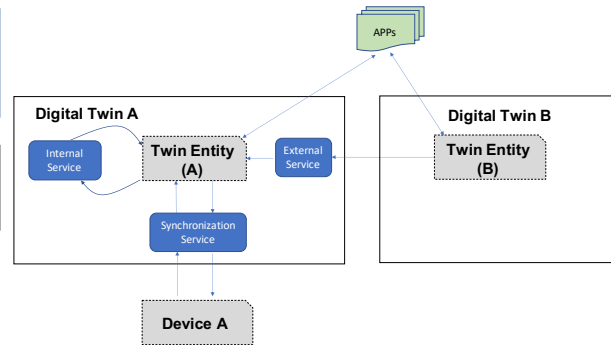 APPs
Digital Twin A
Digital Twin B
Internal
Service
Twin Entity
(A)
External
Service
Twin Entity
(B)
Synchronization
Service
Device A